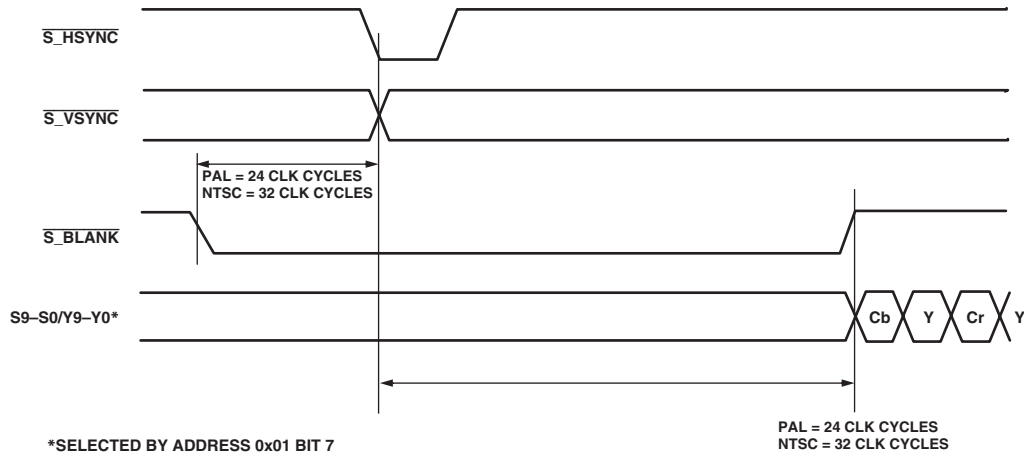 S_HSYNC
S_VSYNC
PAL = 24 CLK CYCLES
NTSC = 32 CLK CYCLES
S_BLANK
S9–S0/Y9–Y0*
Cb Y Cr Y
PAL = 24 CLK CYCLES
NTSC = 32 CLK CYCLES
*SELECTED BY ADDRESS 0x01 BIT 7